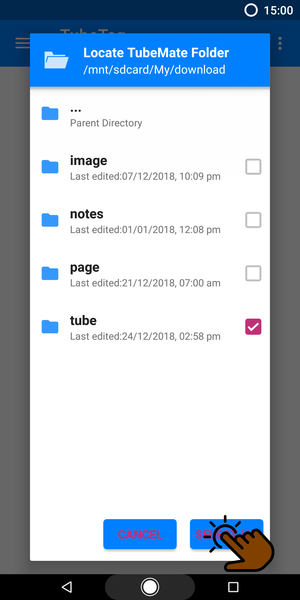 15:00
Locate TubeMate Folder
/mnt/sdcard/My/download
...
Parent Directory
image
Last edited:07/12/2018, 10:09 pm
notes
Last edited:01/01/2018, 12:08 pm
page
Last edited:21/12/2018, 07:00 am
tube
Last edited:24/12/2018, 02:58 pm
CANCEL